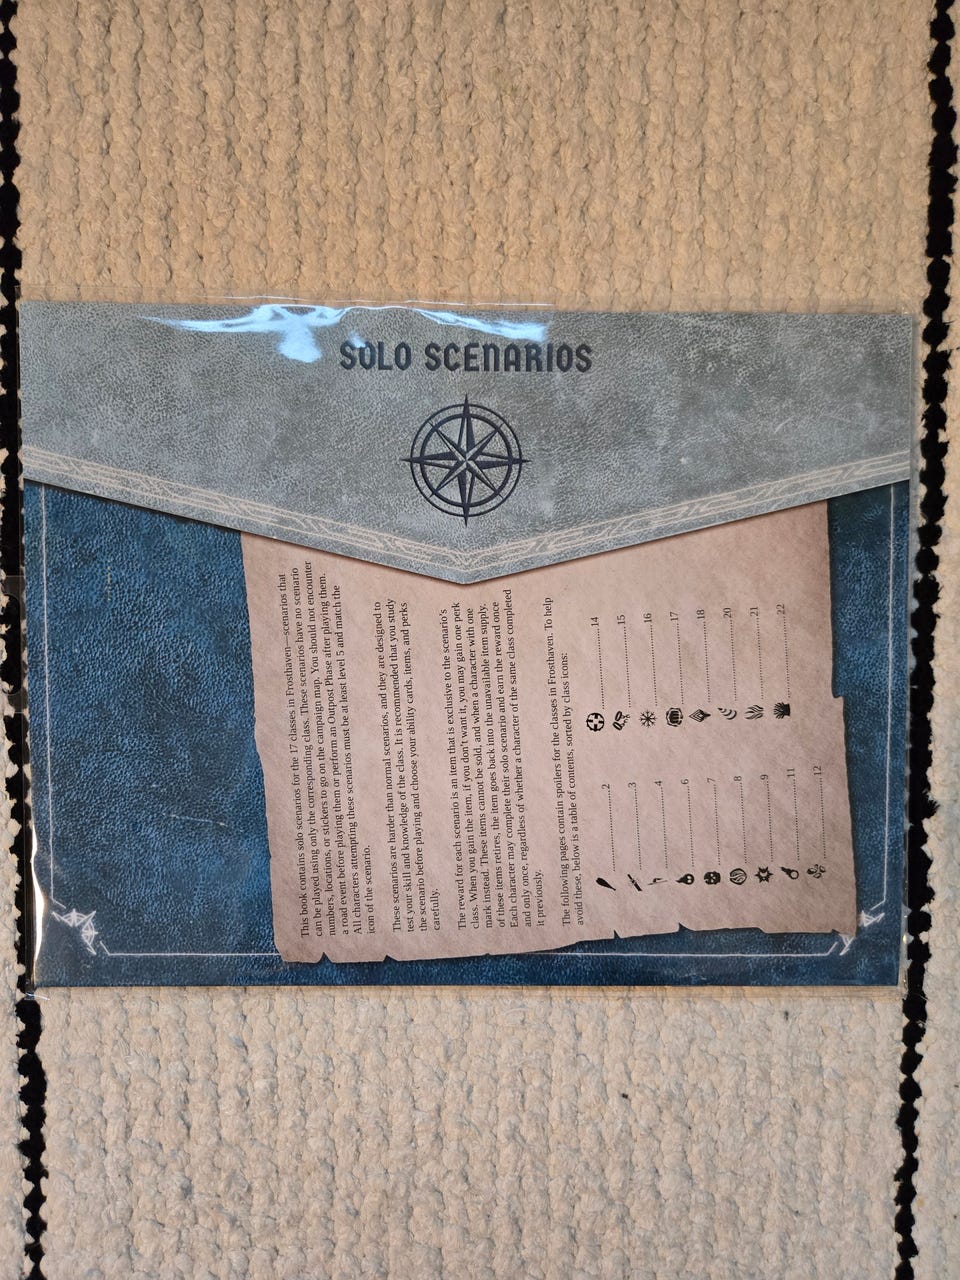 SOLO SCENARIOS
This book contains solo scenarios for the 17 classes in Frosthaven—scenarios that
can be played using only the corresponding class. These scenarios have no scenario
numbers, locations, or stickers to go on the campaign map. You should not encounter
a road event before playing them or perform an Outpost Phase after playing them.
All characters attempting these scenarios must be at least level 5 and match the
icon of the scenario.
These scenarios are harder than normal scenarios, and they are designed to
test your skill and knowledge of the class. It is recommended that you study
the scenario before playing and choose your ability cards, items, and perks
carefully.
The reward for each scenario is an item that is exclusive to the scenario's
class. When you gain the item, if you don't want it, you may gain one perk
mark instead. These items cannot be sold, and when a character with one
of these items retires, the item goes back into the unavailable item supply.
Each character may complete their solo scenario and earn the reward once
and only once, regardless of whether a character of the same class completed
it previously.
The following pages contain spoilers for the classes in Frosthaven. To help
avoid these, below is a table of contents, sorted by class icons:
2
3
4
6
7
8
9
11
12
14
15
16
17
18
20
21
22